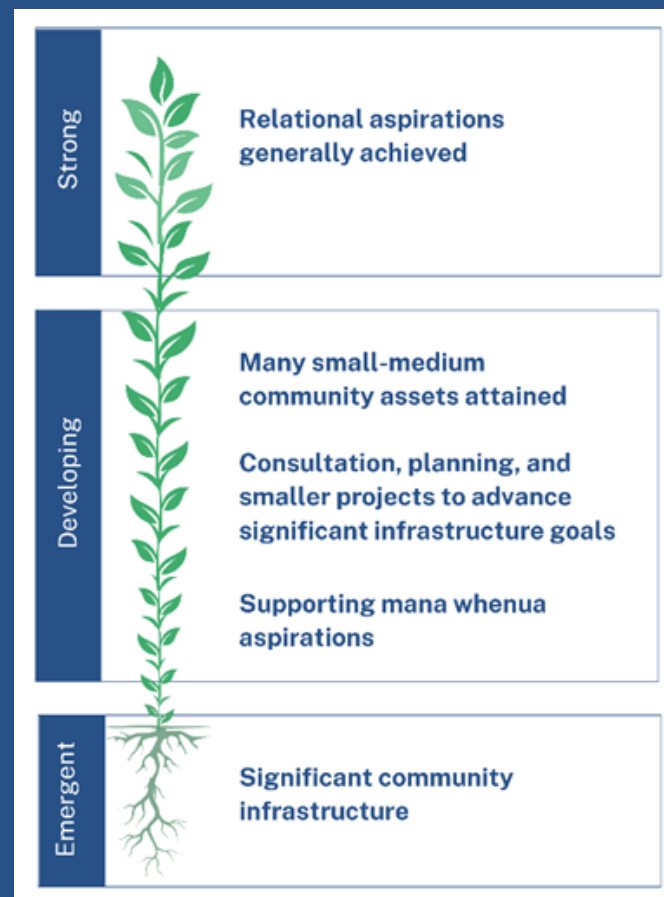 Strong
Relational aspirations
generally achieved
Developing
Many small-medium
community assets attained
Consultation, planning, and
smaller projects to advance
significant infrastructure goals
Supporting mana whenua
aspirations
Emergent
Significant community
infrastructure